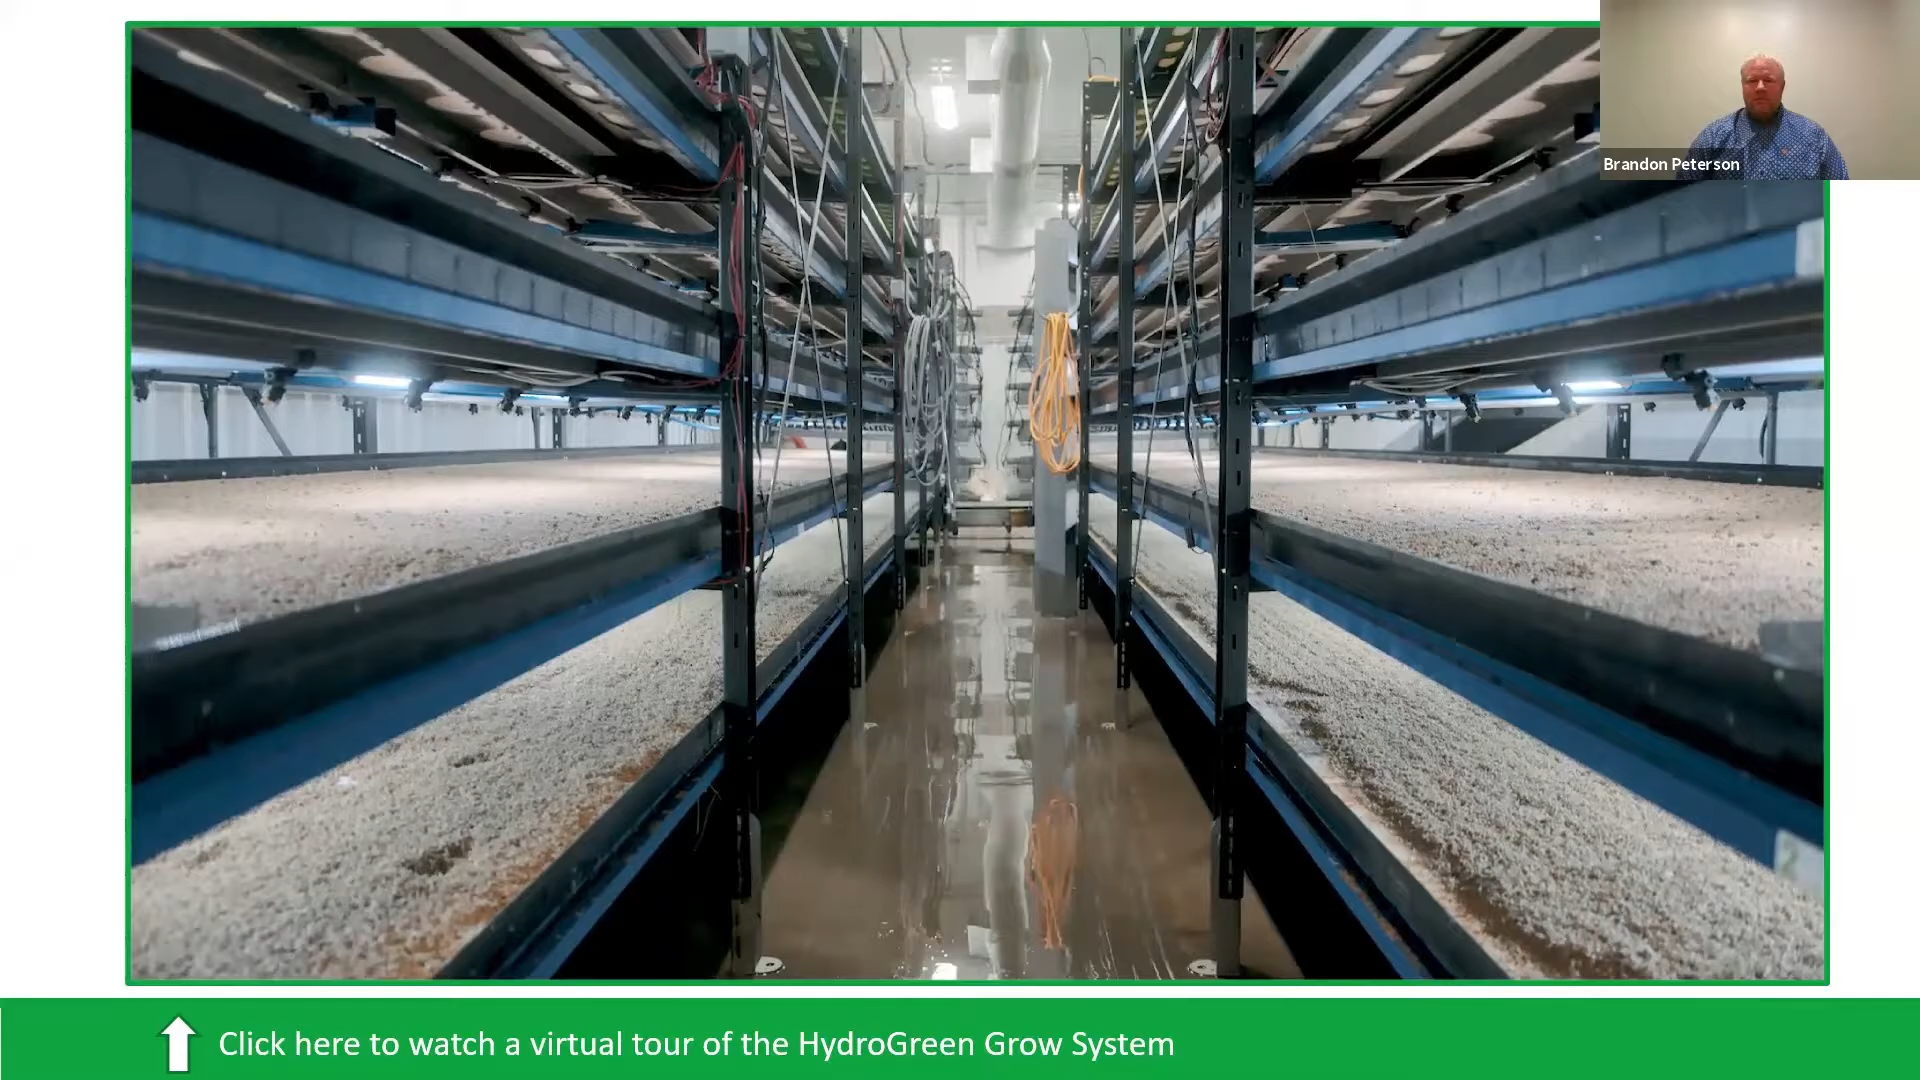 Brandon Peterson
Click here to watch a virtual tour of the HydroGreen Grow System